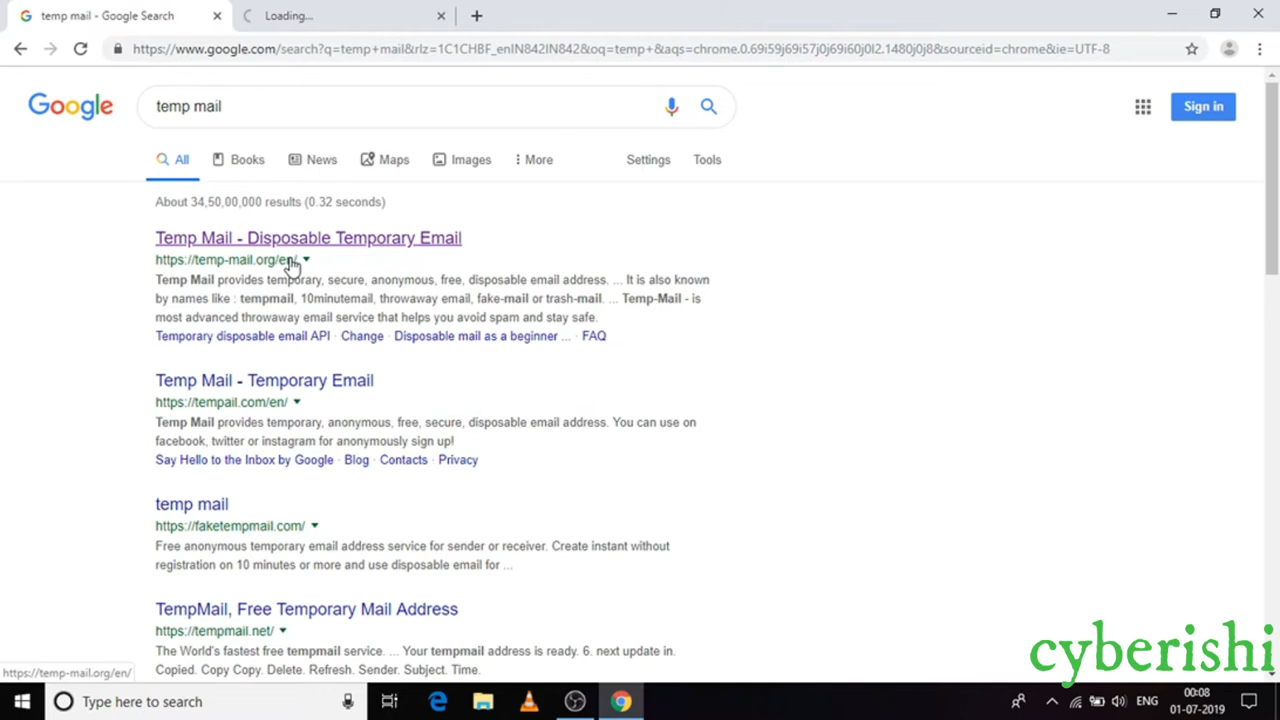 temp mail - Google Search
Loading...
https://www.google.com/search?q=temp+mail&rlz=1C1CHBF_enIN842IN842&oq=temp+&aqs=chrome.0.69i59j69i57j0j69i60j0l2.1480j0j8&sourceid=chrome&ie=UTF-8
Google
temp mail
Sign in
All
Books
News
Maps
Images
More
Settings
Tools
About 34,50,00,000 results (0.32 seconds)
Temp Mail - Disposable Temporary Email
https://temp-mail.org/en/
Temp Mail provides temporary, secure, anonymous, free, disposable email address. ... It is also known
by names like : tempmail, 10minutemail, throwaway email, fake-mail or trash-mail. ... Temp-Mail - is
most advanced throwaway email service that helps you avoid spam and stay safe.
Temporary disposable email API · Change · Disposable mail as a beginner ... · FAQ
Temp Mail - Temporary Email
https://tempail.com/en/
Temp Mail provides temporary, anonymous, free, secure, disposable email address. You can use on
facebook, twitter or instagram for anonymously sign up!
Say Hello to the Inbox by Google · Blog · Contacts · Privacy
temp mail
https://faketempmail.com/
Free anonymous temporary email address service for sender or receiver. Create instant without
registration on 10 minutes or more and use disposable email for ...
TempMail, Free Temporary Mail Address
https://tempmail.net/
The World's fastest free tempmail service. ... Your tempmail address is ready. 6. next update in.
Copied. Copy Copy. Delete. Refresh. Sender. Subject. Time.
cyberishi
https://temp-mail.org/en/
Type here to search
ENG
00:08
01-07-2019